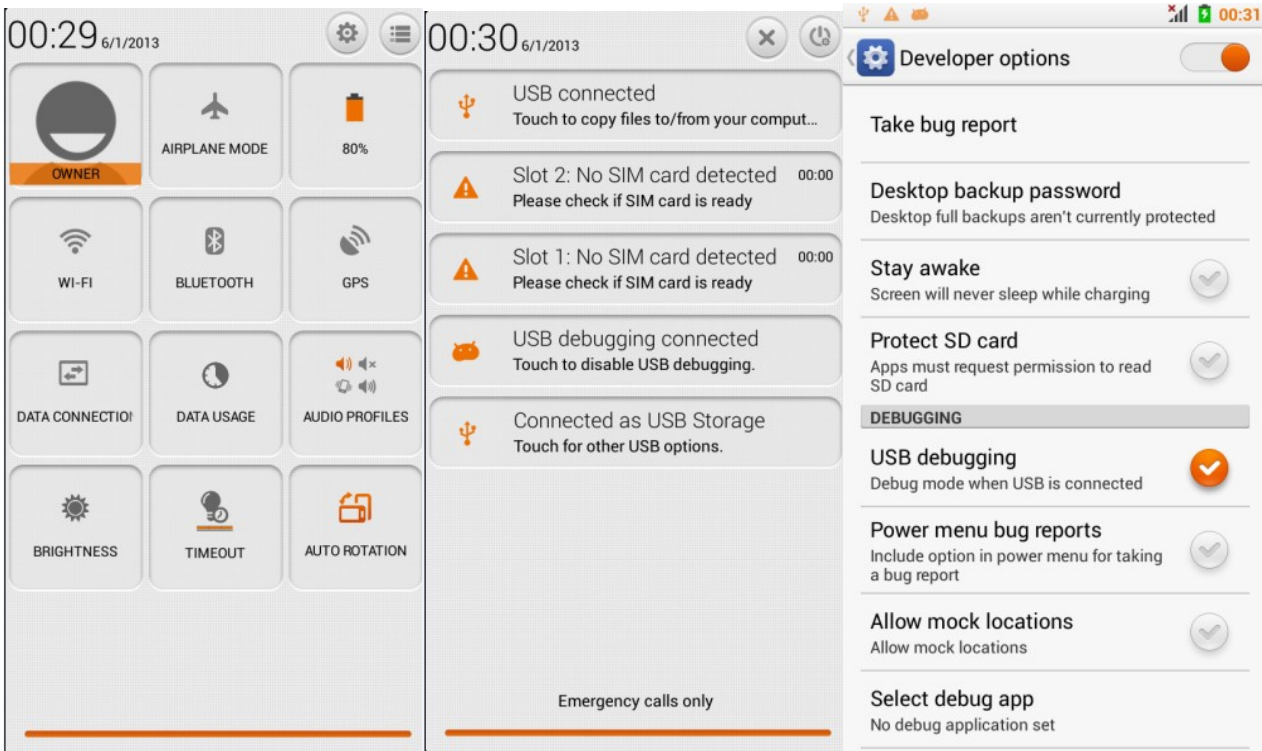 00:29 6/1/2013
OWNER
AIRPLANE MODE
80%
WI-FI
BLUETOOTH
GPS
DATA CONNECTIO
DATA USAGE
AUDIO PROFILES
BRIGHTNESS
TIMEOUT
AUTO ROTATION
00:30 6/1/2013
USB connected
Touch to copy files to/from your comput...
Slot 2: No SIM card detected 00:00
Please check if SIM card is ready
Slot 1: No SIM card detected 00:00
Please check if SIM card is ready
USB debugging connected
Touch to disable USB debugging.
Connected as USB Storage
Touch for other USB options.
Emergency calls only
00:31
Developer options
Take bug report
Desktop backup password
Desktop full backups aren't currently protected
Stay awake
Screen will never sleep while charging
Protect SD card
Apps must request permission to read
SD card
DEBUGGING
USB debugging
Debug mode when USB is connected
Power menu bug reports
Include option in power menu for taking
a bug report
Allow mock locations
Allow mock locations
Select debug app
No debug application set